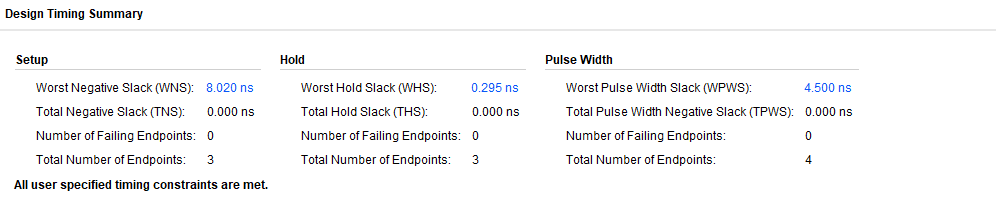 Design Timing Summary
Setup Hold Pulse Width
Worst Negative Slack (WNS): 8.020 ns Worst Hold Slack (WHS): 0.295 ns Worst Pulse Width Slack (WPWS): 4.500 ns
Total Negative Slack (TNS): 0.000 ns Total Hold Slack (THS): 0.000 ns Total Pulse Width Negative Slack (TPWS): 0.000 ns
Number of Failing Endpoints: 0 Number of Failing Endpoints: 0 Number of Failing Endpoints: 0
Total Number of Endpoints: 3 Total Number of Endpoints: 3 Total Number of Endpoints: 4
All user specified timing constraints are met.